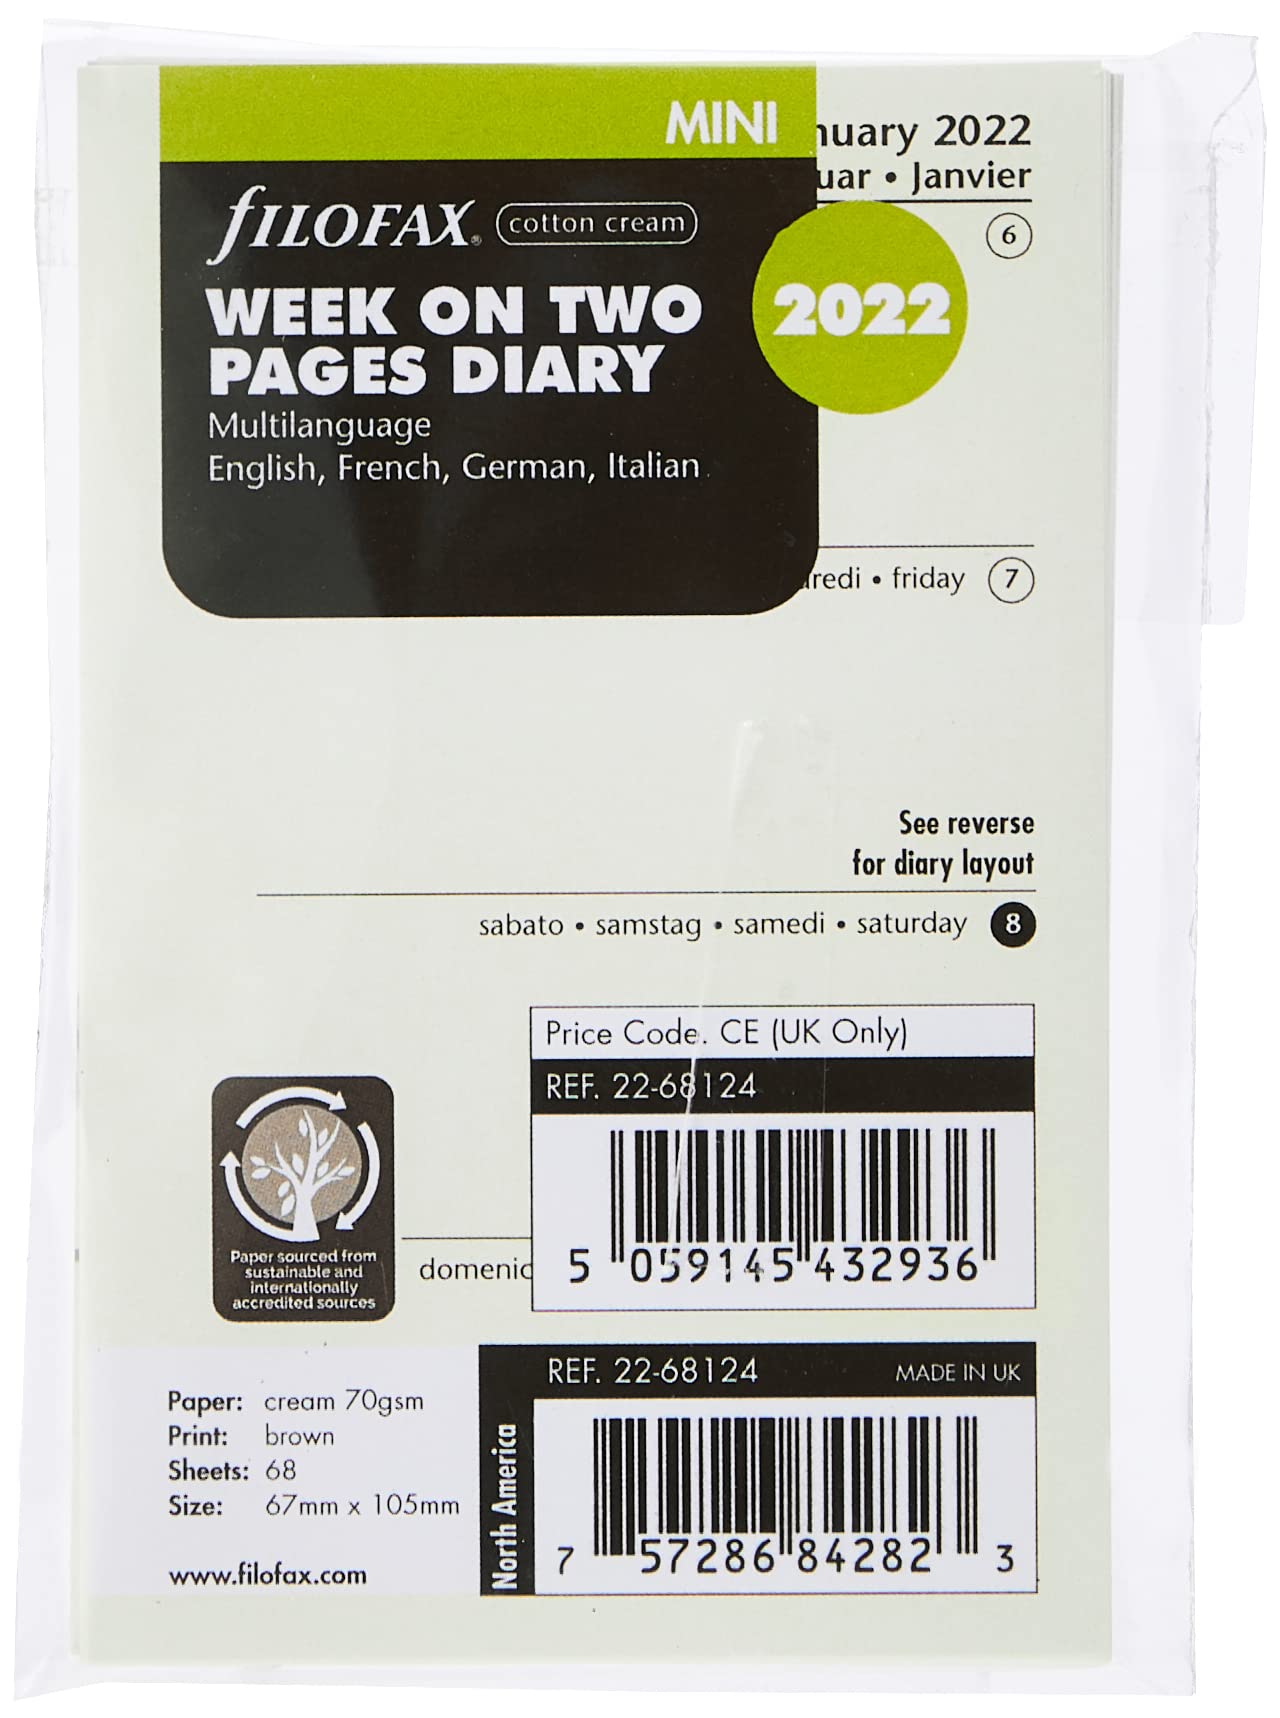 MINI
nuary 2022
uar • Janvier
fILOFAX® cotton cream
6
WEEK ON TWO
PAGES DIARY
2022
Multilanguage
English, French, German, Italian
redi • friday 7
See reverse
for diary layout
sabato • samstag • samedi • saturday 8
Price Code. CE (UK Only)
REF. 22-68124
5 059145 432936
Paper sourced from
sustainable and
internationally
accredited sources
domenic
REF. 22-68124 MADE IN UK
North America
7 57286 84282 3
Paper: cream 70gsm
Print: brown
Sheets: 68
Size: 67mm x 105mm
www.filofax.com